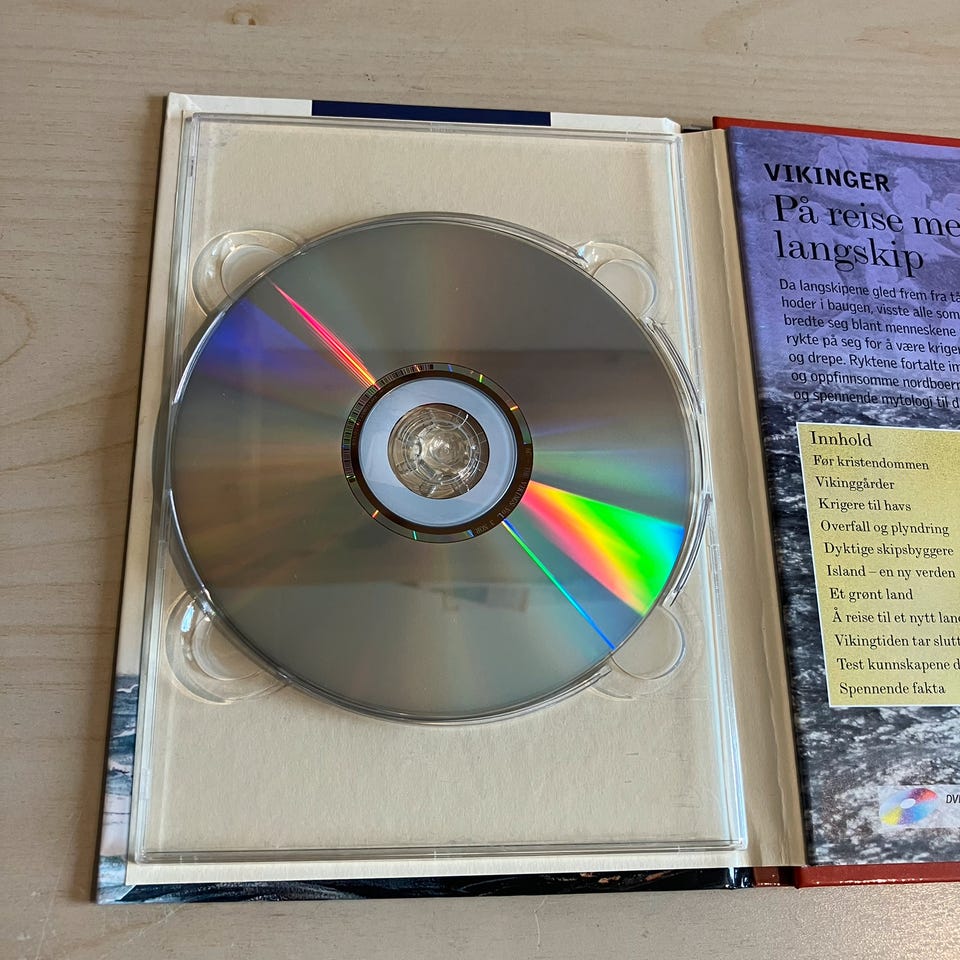 VIKINGER
På reise me
langskip
Da langskipene gled frem fra tå
hoder i baugen, visste alle som
bredte seg blant menneskene
rykte på seg for å være kriger
og drepe. Ryktene fortalte im
og oppfinnsomme nordboern
og spennende mytologi til d
Innhold
Før kristendommen
Vikinggårder
Krigere til havs
Overfall og plyndring
Dyktige skipsbyggere
Island – en ny verden
Et grønt land
Å reise til et nytt land
Vikingtiden tar slutt
Test kunnskapene d
Spennende fakta
DV
THE VIKINGS